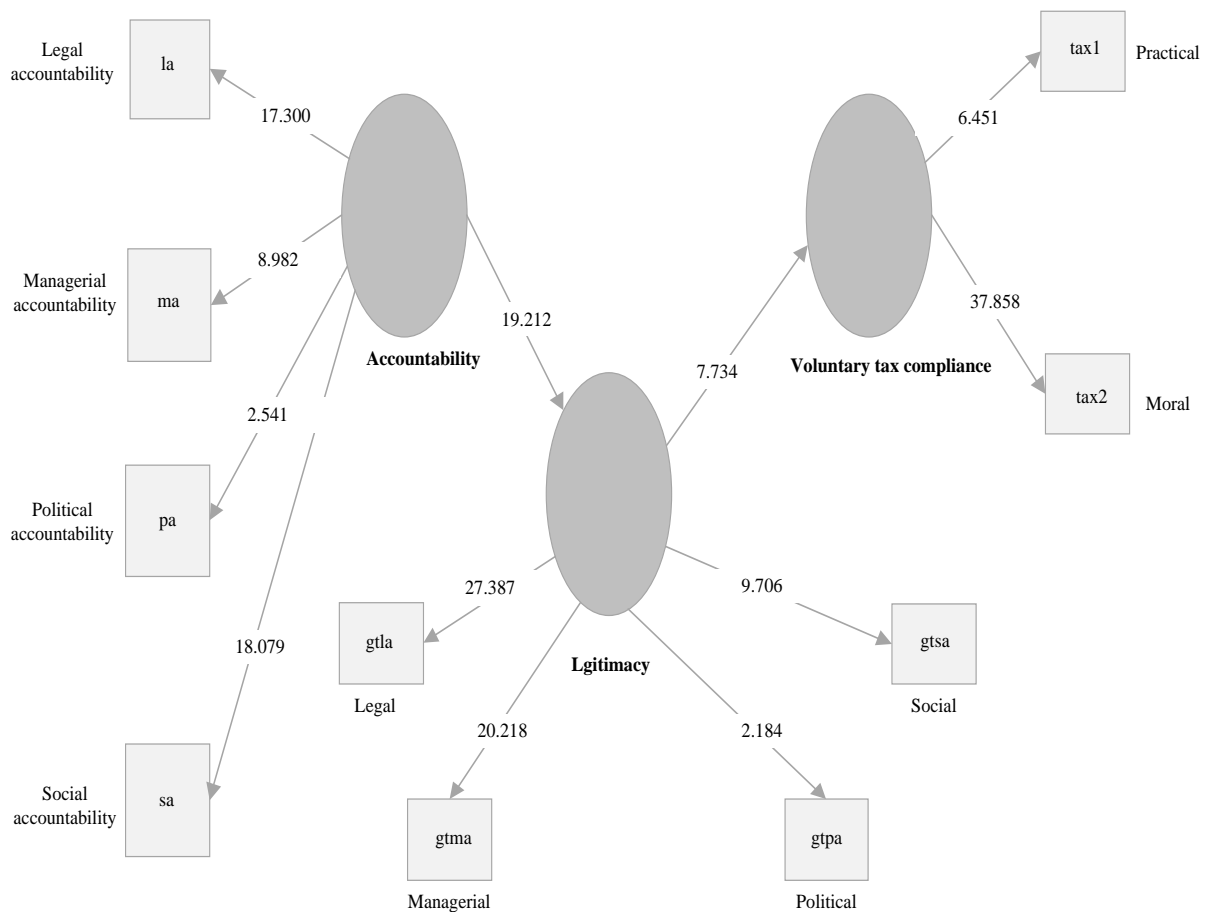 Legal
accountability
la
17.300
tax1
Practical
6.451
Managerial
accountability
ma
8.982
Accountability
19.212
7.734
Voluntary tax compliance
37.858
tax2
Moral
Political
accountability
pa
2.541
27.387
9.706
gtla
Legal
Lgitimacy
gtsa
Social
18.079
20.218
2.184
Social
accountability
sa
gtma
Managerial
gtpa
Political